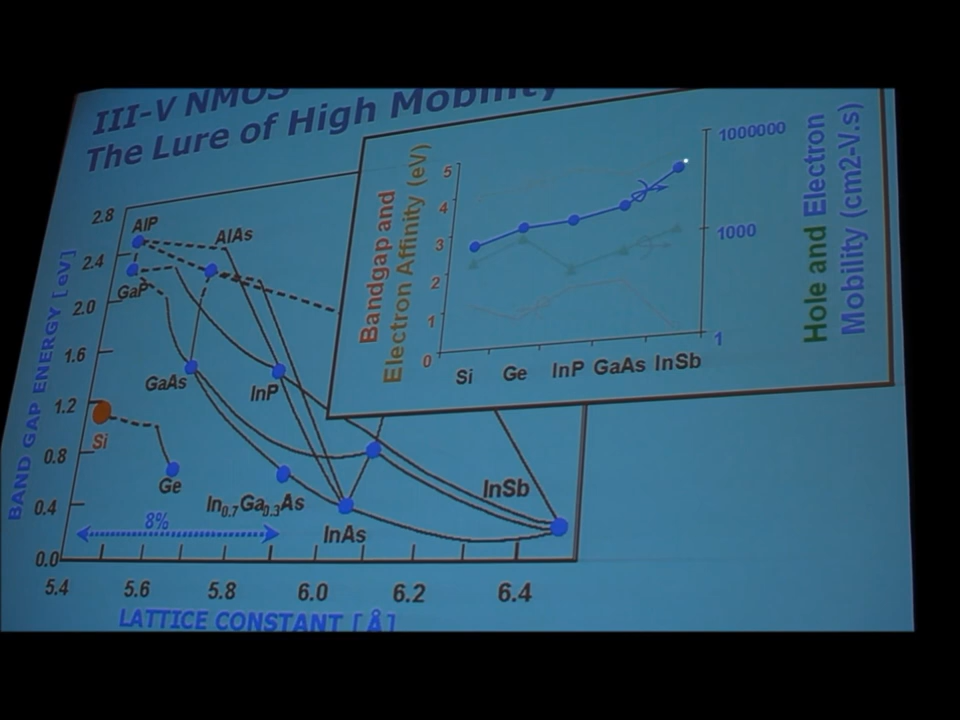 III-V NMOS
The Lure of High Mobility
Bandgap and
Electron Affinity (eV)
5
4
3
2
1
0
1000000
1000
1
Hole and Electron
Mobility (cm2-V.s)
Si Ge InP GaAs InSb
BAND GAP ENERGY [eV]
2.8
2.4
2.0
1.6
1.2
0.8
0.4
0.0
AlP
AlAs
GaP
GaAs
InP
Si
Ge
In0.7Ga0.3As
InAs
InSb
8%
5.4 5.6 5.8 6.0 6.2 6.4
LATTICE CONSTANT [Å]